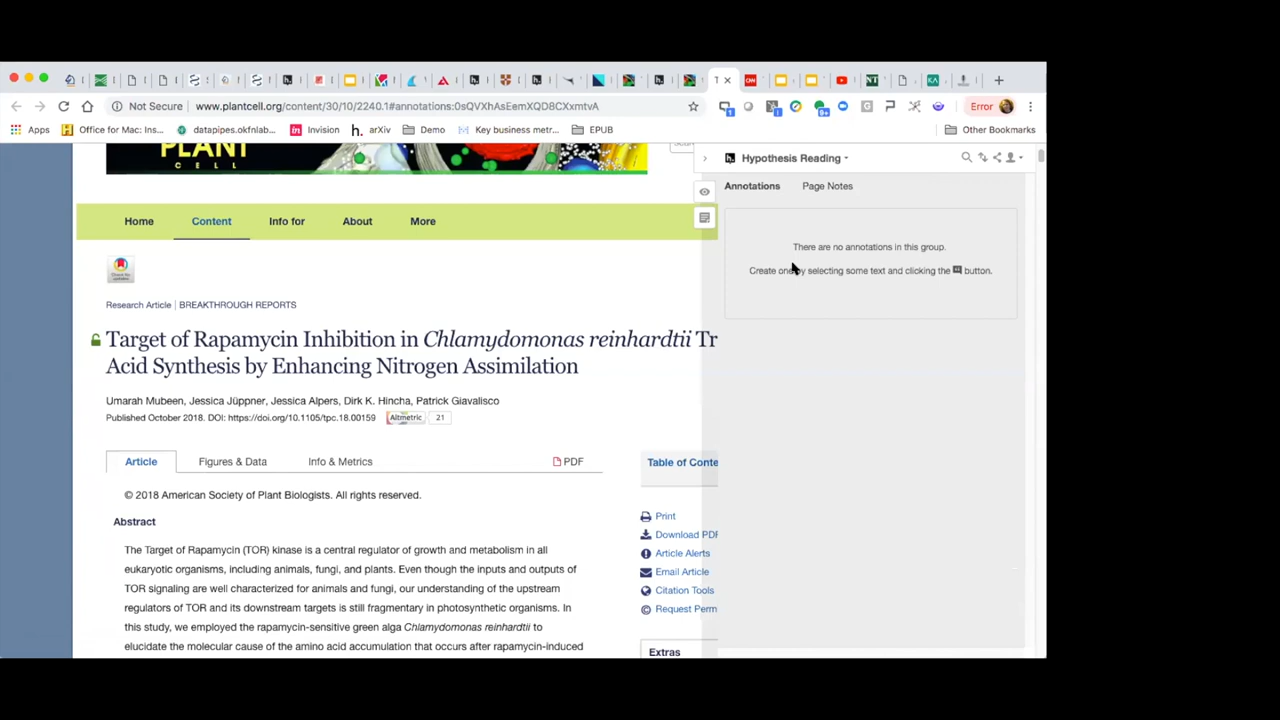 Not Secure www.plantcell.org/content/30/10/2240.1#annotations:0sQVXhAsEemXQD8CXxmtvA Error
Apps Office for Mac: Ins... datapipes.okfnlab... Invision arXiv Demo Key business metr... EPUB Other Bookmarks
PLANT
CELL
Hypothesis Reading
Annotations Page Notes
Home Content Info for About More
There are no annotations in this group.
Create one by selecting some text and clicking the button.
Research Article | BREAKTHROUGH REPORTS
Target of Rapamycin Inhibition in Chlamydomonas reinhardtii Tr
Acid Synthesis by Enhancing Nitrogen Assimilation
Umarah Mubeen, Jessica Jüppner, Jessica Alpers, Dirk K. Hincha, Patrick Giavalisco
Published October 2018. DOI: https://doi.org/10.1105/tpc.18.00159 Altmetric 21
Article Figures & Data Info & Metrics PDF
Table of Conte
© 2018 American Society of Plant Biologists. All rights reserved.
Abstract
Print
Download PDF
Article Alerts
Email Article
Citation Tools
Request Perm
Extras
The Target of Rapamycin (TOR) kinase is a central regulator of growth and metabolism in all
eukaryotic organisms, including animals, fungi, and plants. Even though the inputs and outputs of
TOR signaling are well characterized for animals and fungi, our understanding of the upstream
regulators of TOR and its downstream targets is still fragmentary in photosynthetic organisms. In
this study, we employed the rapamycin-sensitive green alga Chlamydomonas reinhardtii to
elucidate the molecular cause of the amino acid accumulation that occurs after rapamycin-induced